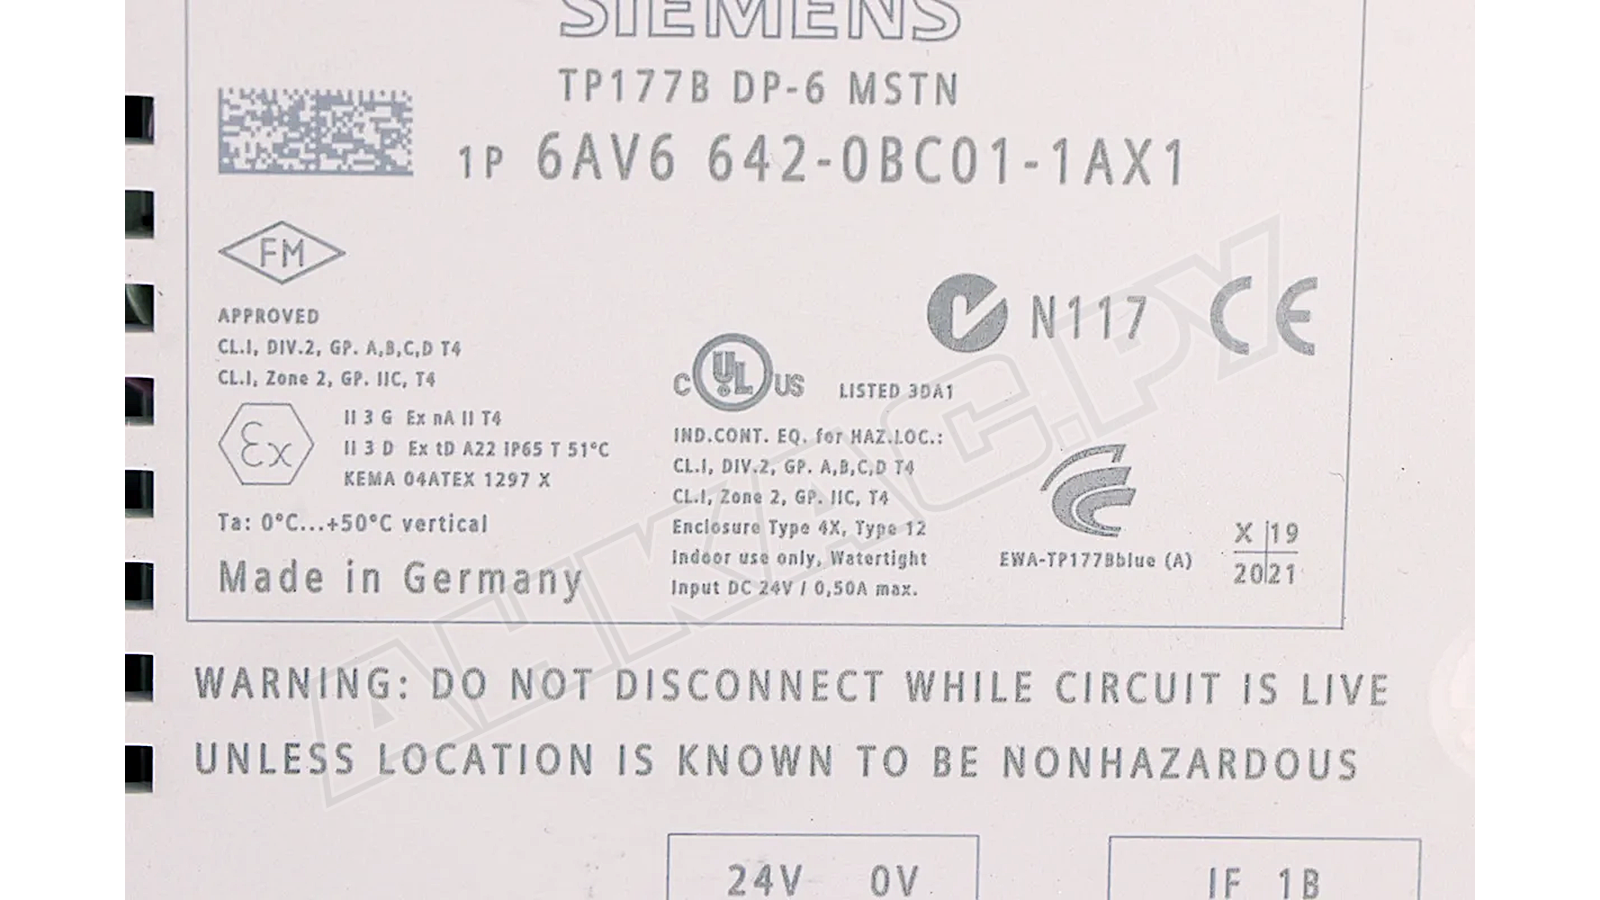 SIEMENS
TP177B DP-6 MSTN
1P 6AV6 642-0BC01-1AX1
FM
APPROVED
CL.I, DIV.2, GP. A,B,C,D T4
CL.I, Zone 2, GP. IIC, T4
Ex
II 3 G Ex nA II T4
II 3 D Ex tD A22 IP65 T 51°C
KEMA 04ATEX 1297 X
Ta: 0°C...+50°C vertical
Made in Germany
N117 CE
C UL US LISTED 3DA1
IND.CONT. EQ. for HAZ.LOC.:
CL.I, DIV.2, GP. A,B,C,D T4
CL.I, Zone 2, GP. IIC, T4
Enclosure Type 4X, Type 12
Indoor use only, Watertight
Input DC 24V / 0,50A max.
EWA-TP177Bblue (A)
X 19
2021
WARNING: DO NOT DISCONNECT WHILE CIRCUIT IS LIVE
UNLESS LOCATION IS KNOWN TO BE NONHAZARDOUS
24V 0V
IF 1B
АНКАС.РУ